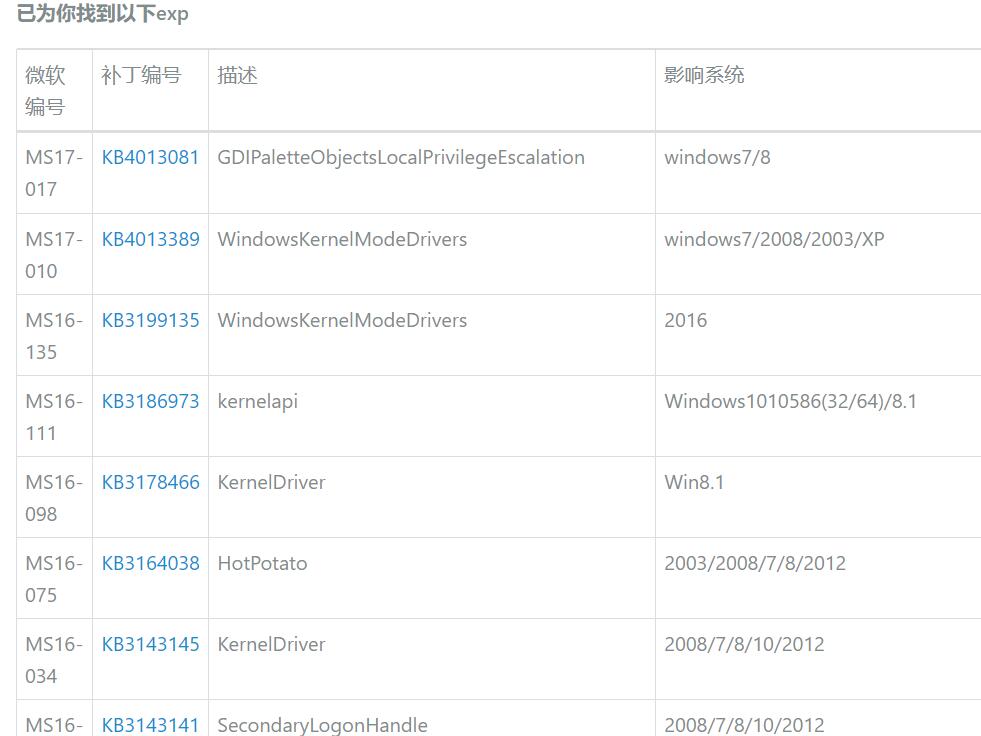 已为你找到以下exp
微软 补丁编号 描述 影响系统
编号
MS17- KB4013081 GDIPaletteObjectsLocalPrivilegeEscalation windows7/8
017
MS17- KB4013389 WindowsKernelModeDrivers windows7/2008/2003/XP
010
MS16- KB3199135 WindowsKernelModeDrivers 2016
135
MS16- KB3186973 kernelapi Windows1010586(32/64)/8.1
111
MS16- KB3178466 KernelDriver Win8.1
098
MS16- KB3164038 HotPotato 2003/2008/7/8/2012
075
MS16- KB3143145 KernelDriver 2008/7/8/10/2012
034
MS16- KB3143141 SecondaryLogonHandle 2008/7/8/10/2012